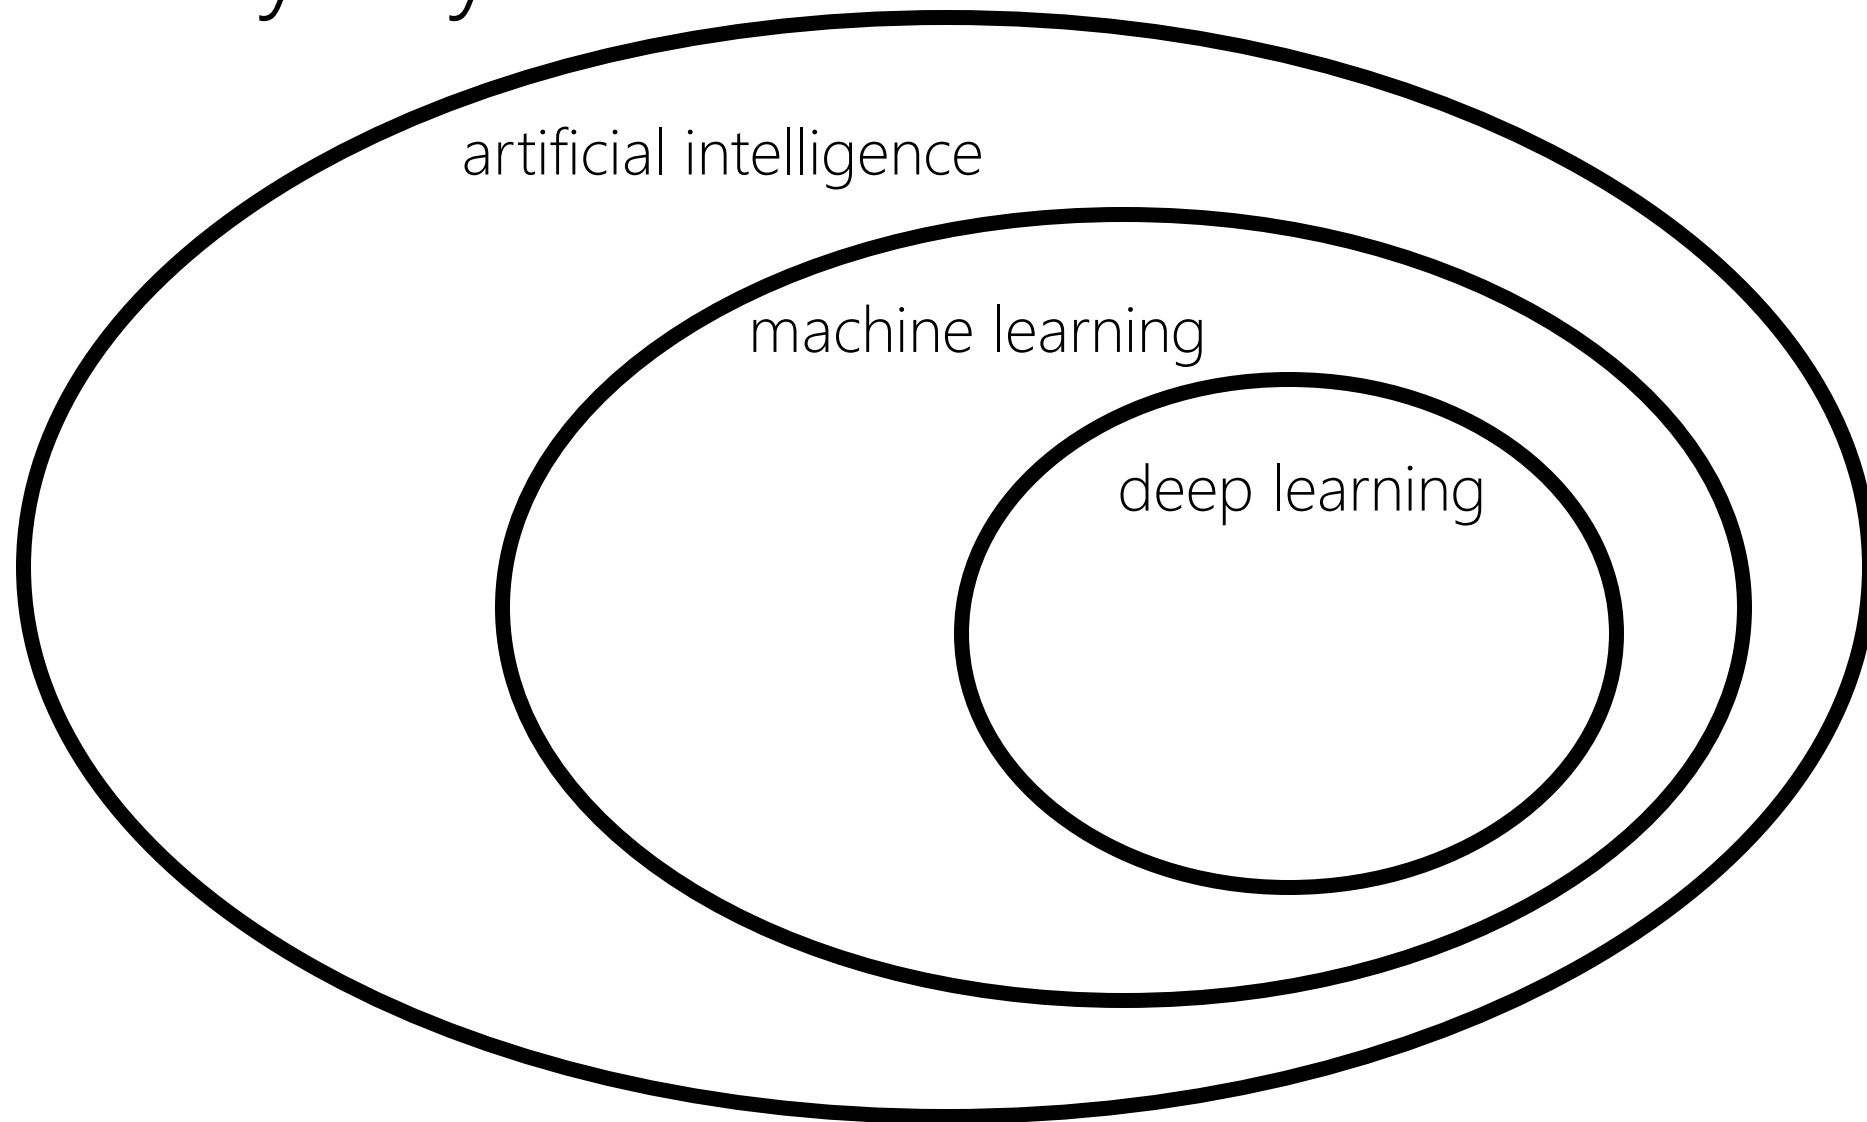 artificial intelligence
machine learning
deep learning